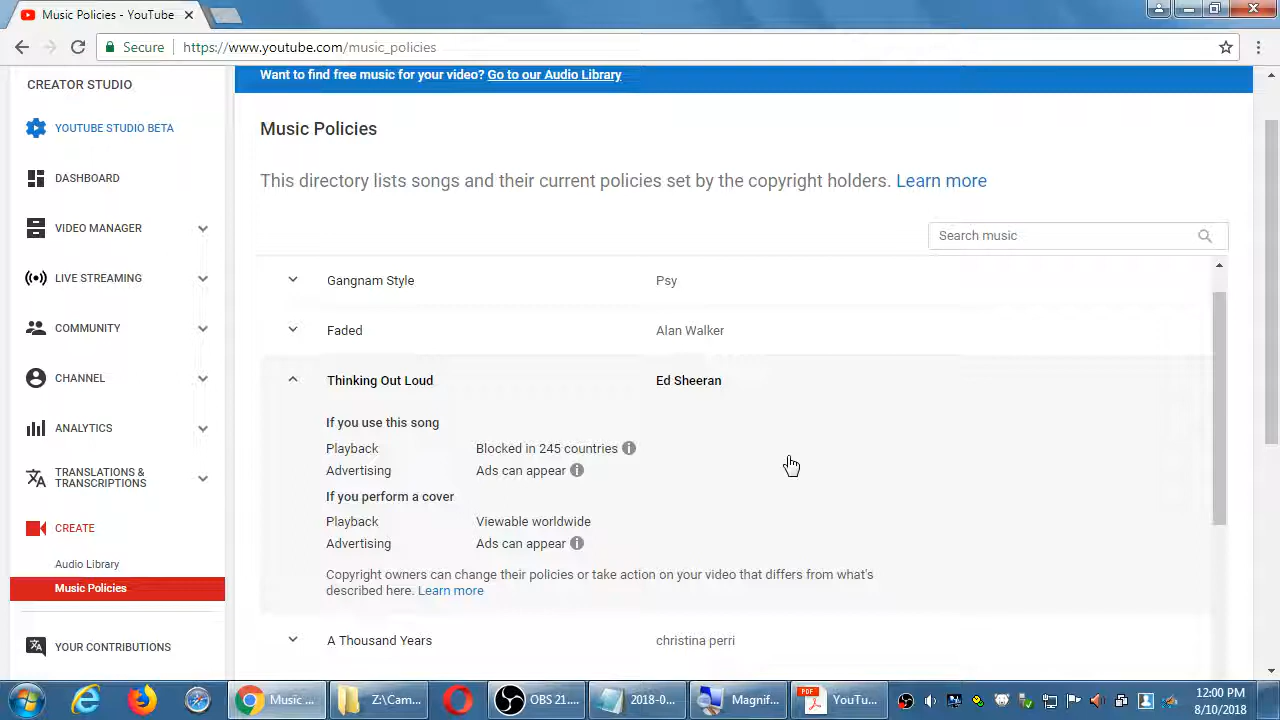 Music Policies - YouTube
Secure
https://www.youtube.com/music_policies
CREATOR STUDIO
YOUTUBE STUDIO BETA
DASHBOARD
VIDEO MANAGER
LIVE STREAMING
COMMUNITY
CHANNEL
ANALYTICS
TRANSLATIONS &
TRANSCRIPTIONS
CREATE
Audio Library
Music Policies
YOUR CONTRIBUTIONS
Want to find free music for your video? Go to our Audio Library
Music Policies
This directory lists songs and their current policies set by the copyright holders. Learn more
Search music
Gangnam Style Psy
Faded Alan Walker
Thinking Out Loud Ed Sheeran
If you use this song
Playback Blocked in 245 countries
Advertising Ads can appear
If you perform a cover
Playback Viewable worldwide
Advertising Ads can appear
Copyright owners can change their policies or take action on your video that differs from what's
described here. Learn more
A Thousand Years christina perri
Music ...
Z:\Cam...
OBS 21....
2018-0...
Magnif...
PDF
YouTu...
12:00 PM
8/10/2018